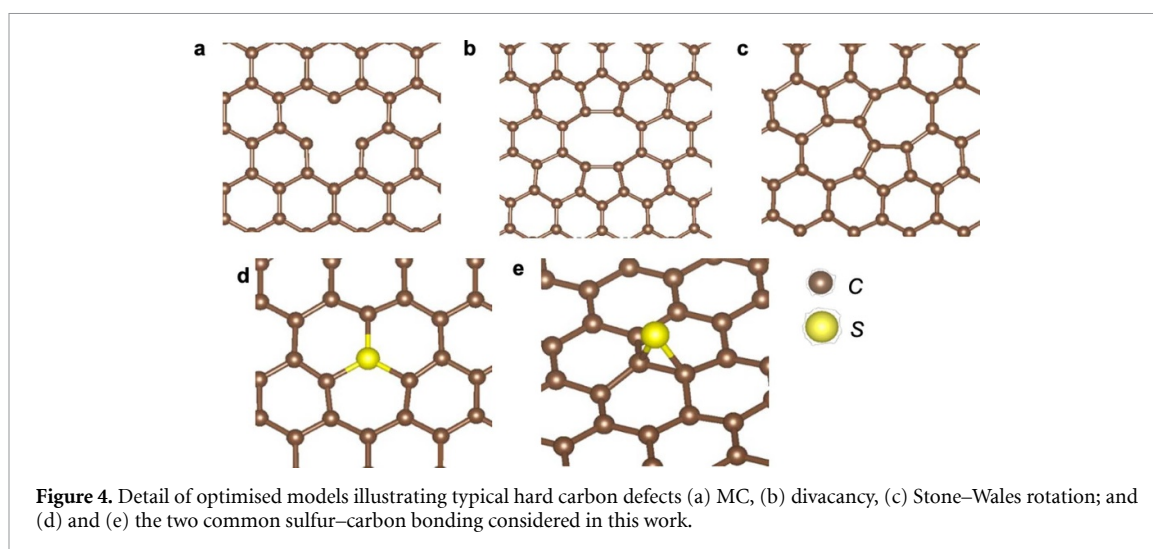 a
b
c
d
e
C
S
Figure 4. Detail of optimised models illustrating typical hard carbon defects (a) MC, (b) divacancy, (c) Stone–Wales rotation; and
(d) and (e) the two common sulfur–carbon bonding considered in this work.